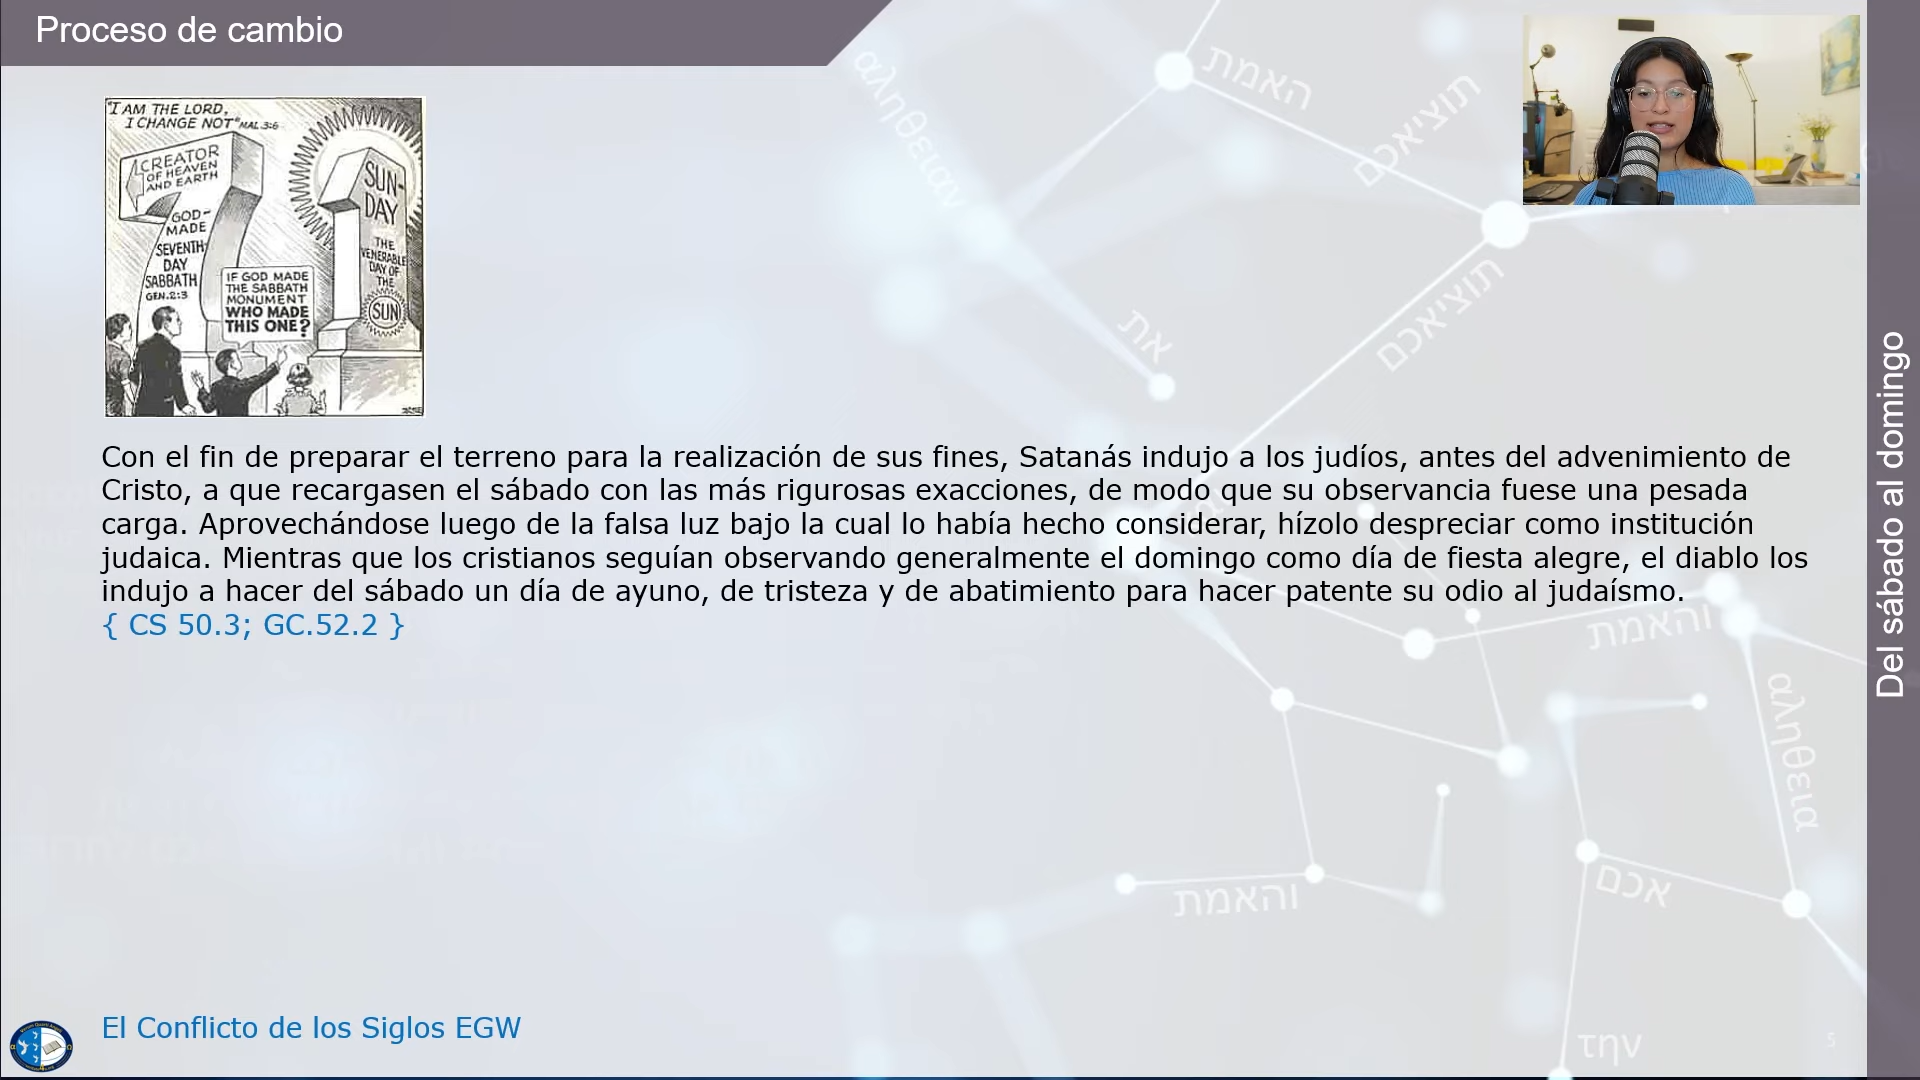 Proceso de cambio
"I AM THE LORD,
I CHANGE NOT" MAL.3:6
CREATOR
OF HEAVEN
AND EARTH
GOD-
MADE
SEVENTH
DAY
SABBATH
GEN.2:3
IF GOD MADE
THE SABBATH
MONUMENT
WHO MADE
THIS ONE?
SUN-
DAY
THE
VENERABLE
DAY OF
THE
SUN
Con el fin de preparar el terreno para la realización de sus fines, Satanás indujo a los judíos, antes del advenimiento de
Cristo, a que recargasen el sábado con las más rigurosas exacciones, de modo que su observancia fuese una pesada
carga. Aprovechándose luego de la falsa luz bajo la cual lo había hecho considerar, hízolo despreciar como institución
judaica. Mientras que los cristianos seguían observando generalmente el domingo como día de fiesta alegre, el diablo los
indujo a hacer del sábado un día de ayuno, de tristeza y de abatimiento para hacer patente su odio al judaísmo.
{ CS 50.3; GC.52.2 }
El Conflicto de los Siglos EGW
Del sábado al domingo
αληθειαν
האמת
תוציאכם
תוציאכם
את
והאמת
αληθεια
והאמת
אכם
την
5